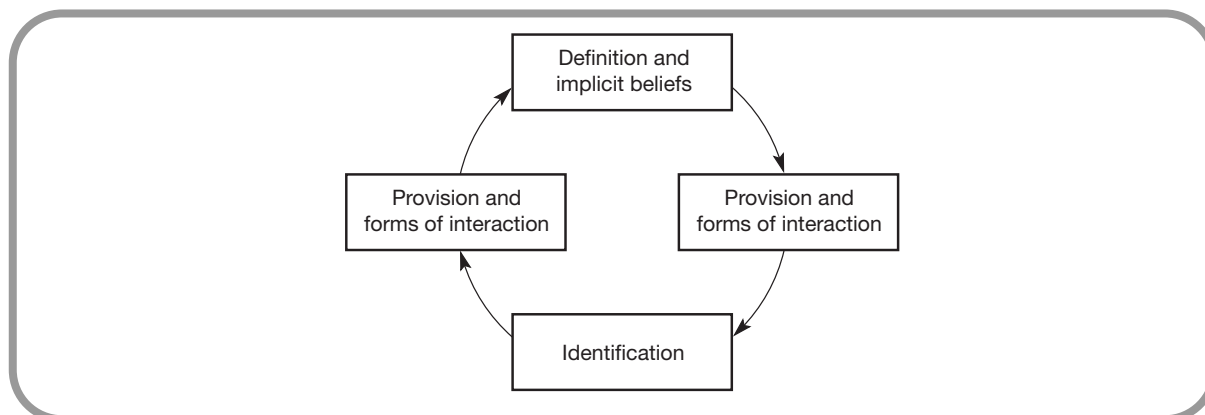 Definition and
implicit beliefs
Provision and
forms of interaction
Provision and
forms of interaction
Identification